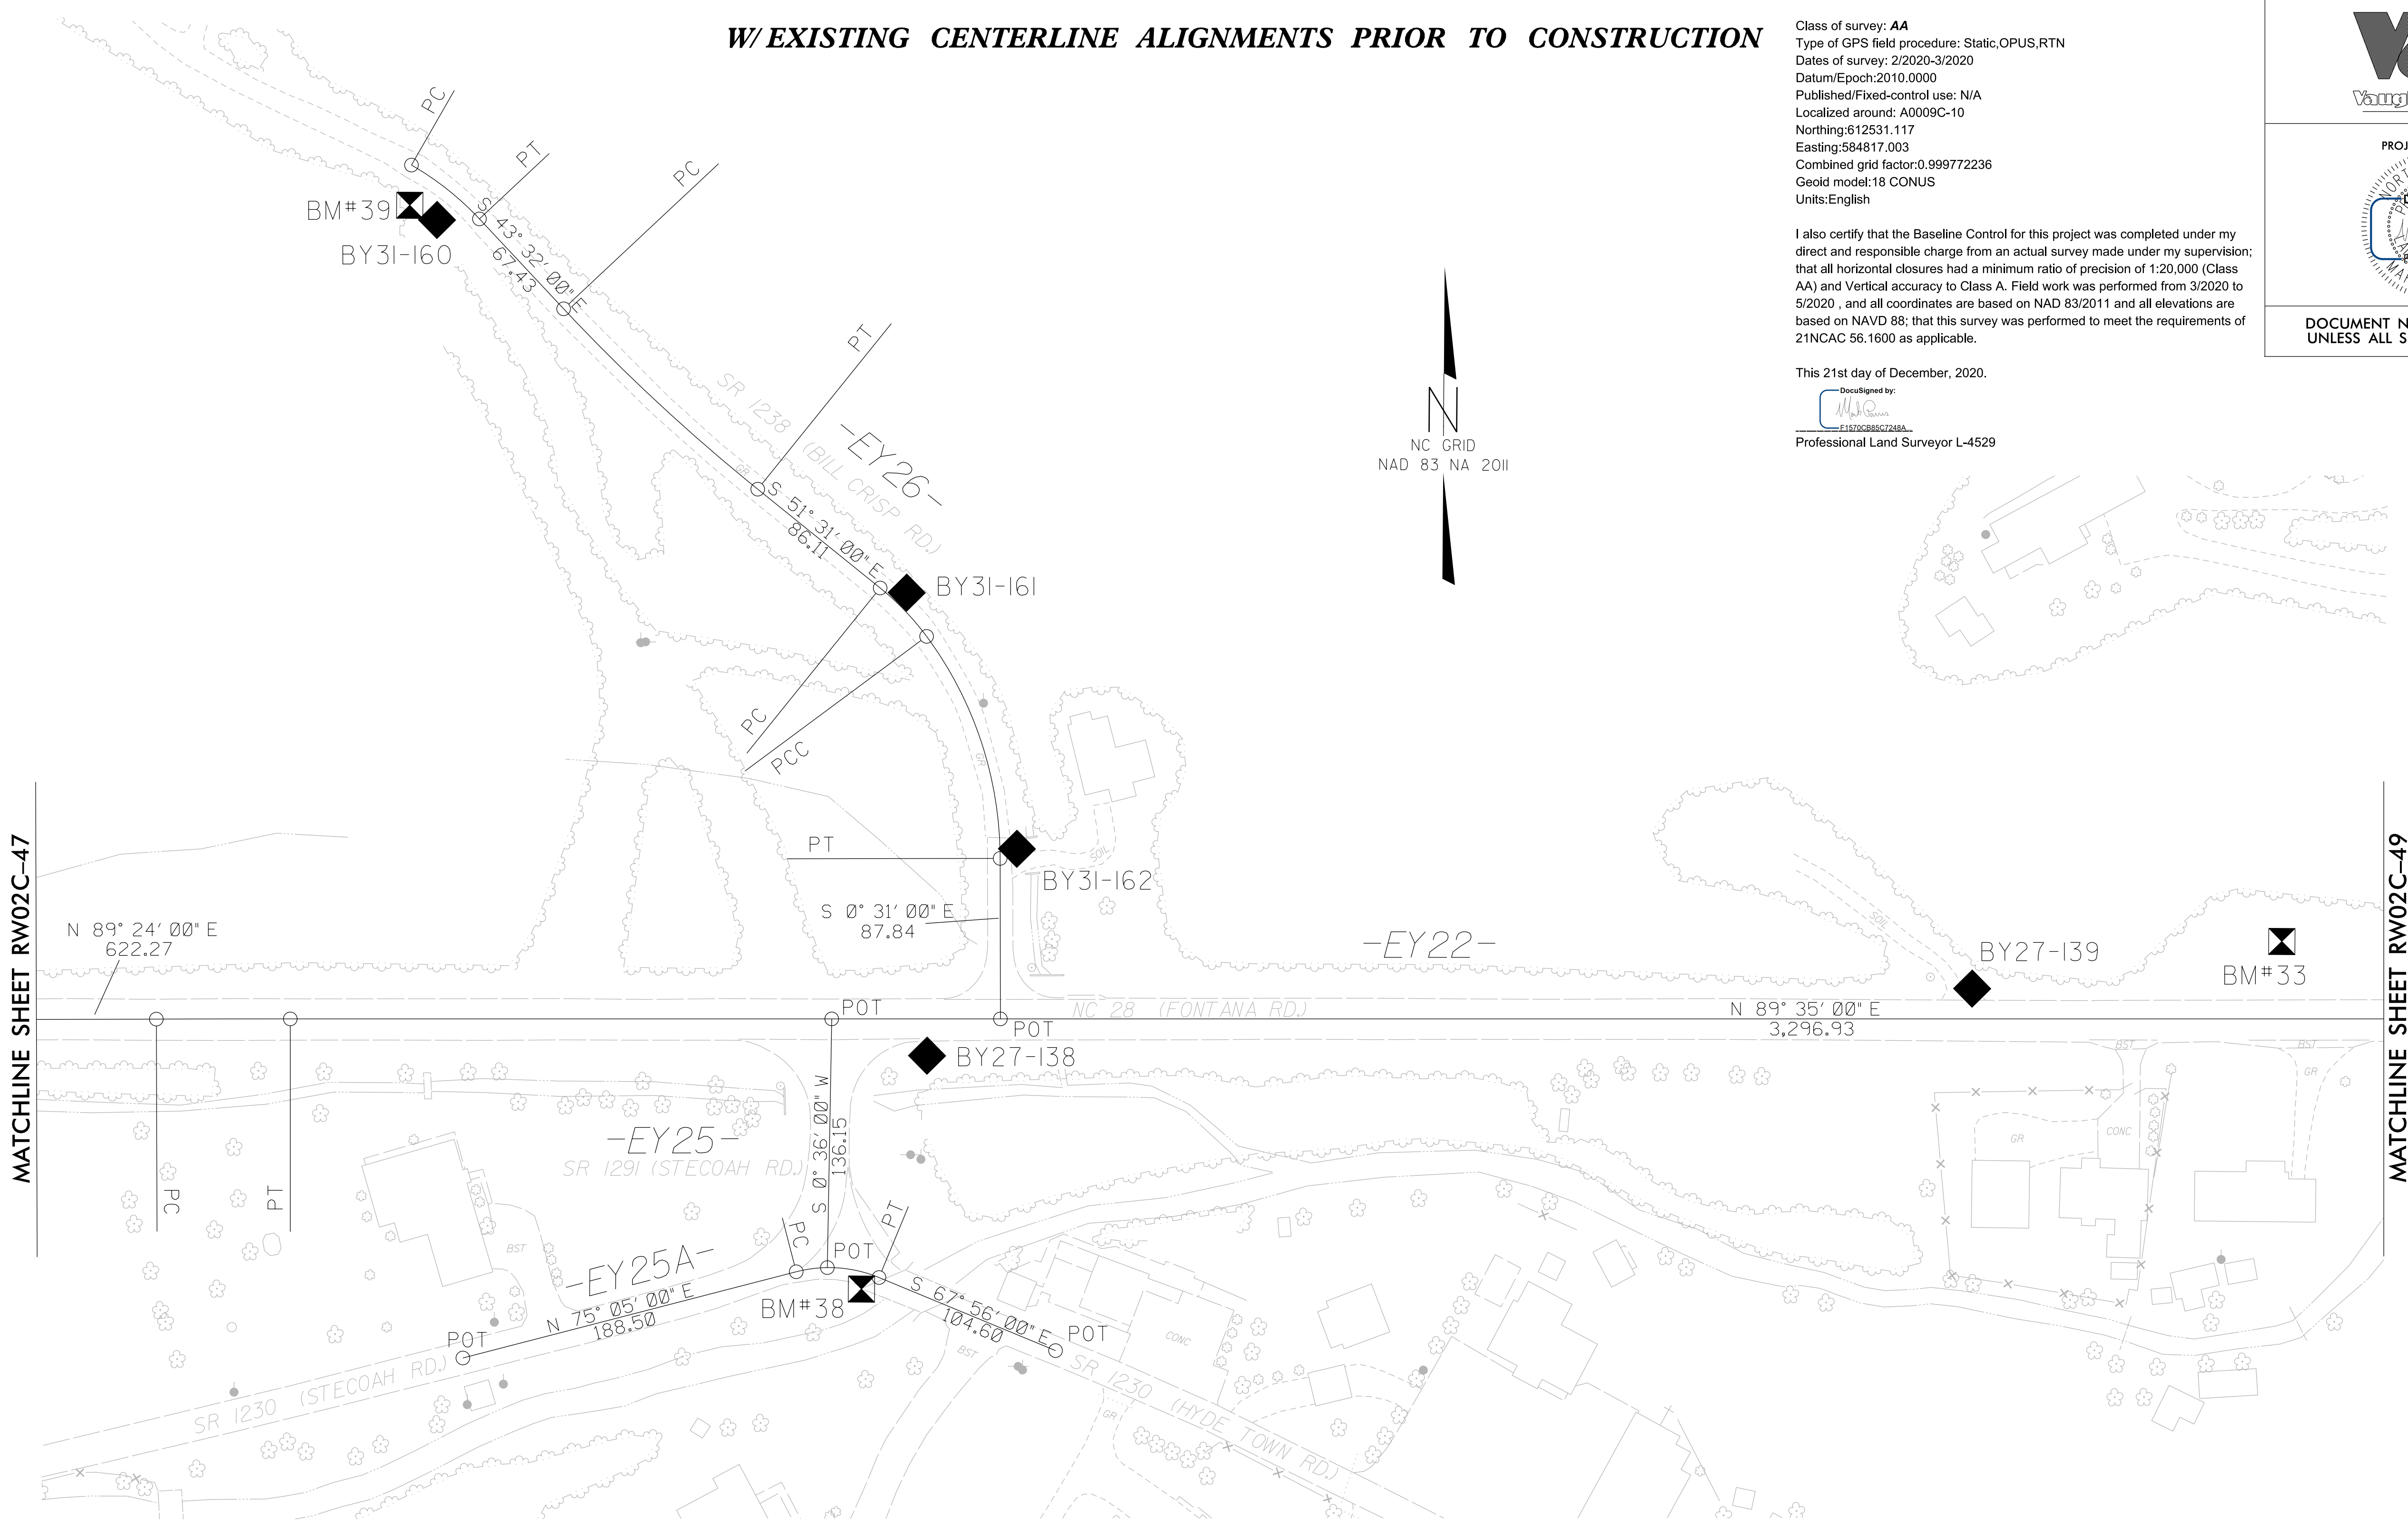 W/ EXISTING CENTERLINE ALIGNMENTS PRIOR TO CONSTRUCTION
Class of survey: AA
Type of GPS field procedure: Static,OPUS,RTN
Dates of survey: 2/2020-3/2020
Datum/Epoch:2010.0000
Published/Fixed-control use: N/A
Localized around: A0009C-10
Northing:612531.117
Easting:584817.003
Combined grid factor:0.999772236
Geoid model:18 CONUS
Units:English
I also certify that the Baseline Control for this project was completed under my
direct and responsible charge from an actual survey made under my supervision;
that all horizontal closures had a minimum ratio of precision of 1:20,000 (Class
AA) and Vertical accuracy to Class A. Field work was performed from 3/2020 to
5/2020 , and all coordinates are based on NAD 83/2011 and all elevations are
based on NAVD 88; that this survey was performed to meet the requirements of
21NCAC 56.1600 as applicable.
This 21st day of December, 2020.
DocuSigned by:
F1570CB85C7248A...
Professional Land Surveyor L-4529
DOCUMENT N
UNLESS ALL S
PC
PT
PC
BM#39
BY31-160
S 43° 32' 00" E
67.43
PT
SR 1238 (BILL CRISP RD.)
-EY26-
GR
S 51° 31' 00" E
86.11
BY31-161
N
NC GRID
NAD 83 NA 2011
PC
PCC
GR
PT
SOIL
BY31-162
S 0° 31' 00" E
87.84
MATCHLINE SHEET RW02C-47
N 89° 24' 00" E
622.27
-EY22-
SOIL
BY27-139
BM#33
MATCHLINE SHEET RW02C-49
POT
POT
NC 28 (FONTANA RD.)
N 89° 35' 00" E
3,296.93
BY27-138
BST
BST
GR
GR
CONC
PC
PT
-EY25-
SR 1291 (STECOAH RD.)
S 0° 36' 00" W
136.15
PC
POT
PT
BST
-EY25A-
BM#38
N 75° 05' 00" E
188.50
POT
S 67° 56' 00" E
104.60
POT
CONC
BST
SR 1230 (STECOAH RD.)
SR 1230 (HYDE TOWN RD.)
GR